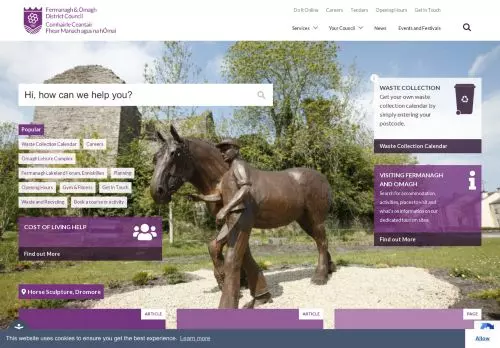 Fermanagh & Omagh
District Council
Comhairle Ceantair
Fhear Manach agus na hÓmaí
Do It Online
Careers
Tenders
Opening Hours
Get In Touch
Services
Your Council
News
Events and Festivals
Hi, how can we help you?
Popular
Waste Collection Calendar
Careers
Omagh Leisure Complex
Fermanagh Lakeland Forum, Enniskillen
Planning
Opening Hours
Gyms & Fitness
Get In Touch
Waste and Recycling
Book a course or activity
COST OF LIVING HELP
Find out More
WASTE COLLECTION
Get your own waste
collection calendar by
simply entering your
postcode.
Waste Collection Calendar
VISITING FERMANAGH
AND OMAGH
Search for accommodation,
activities, places to visit and
what's on information on our
dedicated tourism sites.
Find out more
Horse Sculpture, Dromore
ARTICLE
ARTICLE
PAGE
This website uses cookies to ensure you get the best experience. Learn more
Allow